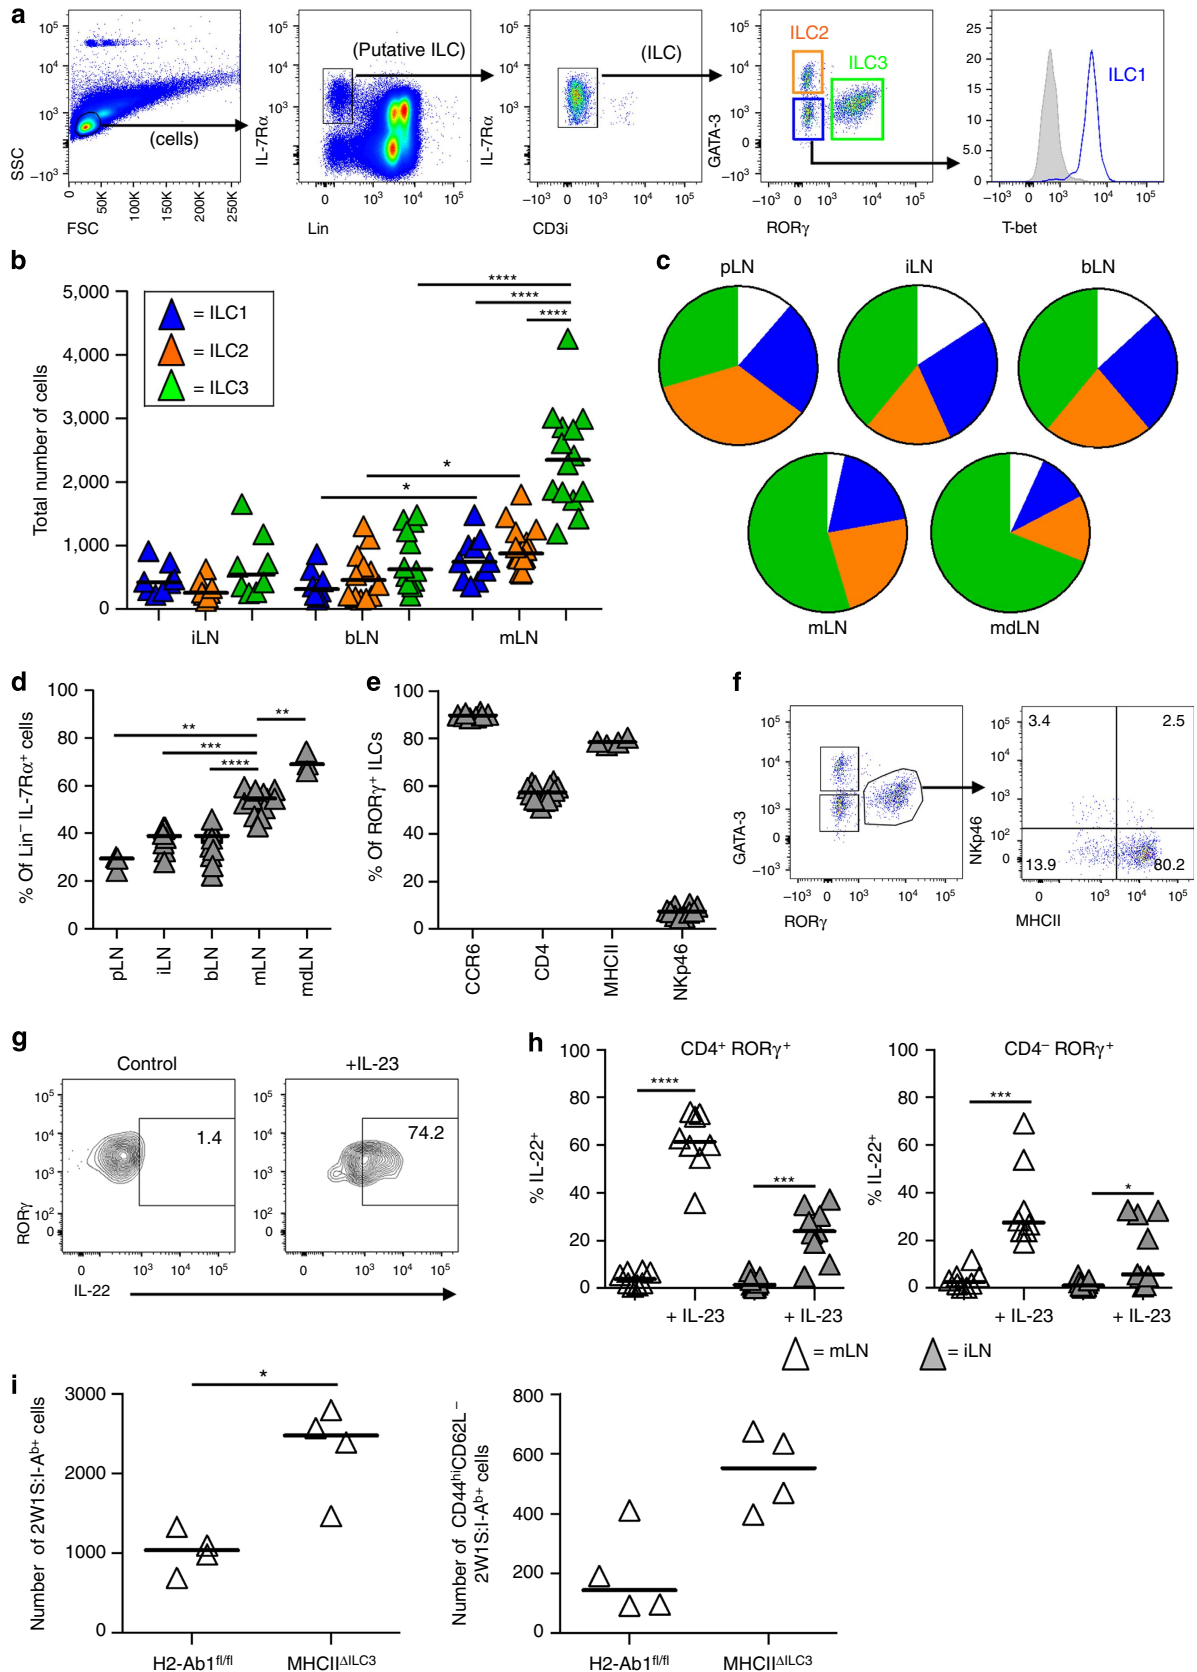 a
10⁵
10⁴
10³
0
−10³
SSC
0
50K
100K
150K
200K
250K
FSC
(cells)
10⁵
10⁴
10³
0
IL-7Rα
(Putative ILC)
0
10³
10⁴
10⁵
Lin
10⁵
10⁴
10³
0
IL-7Rα
(ILC)
−10³
10³
10⁴
10⁵
CD3i
ILC2
ILC3
10⁵
10⁴
10³
0
−10³
GATA-3
−10³
10³
10⁴
10⁵
RORγ
25
20
15
10
5.0
0
ILC1
−10³
10³
10⁴
10⁵
T-bet
b
5,000
4,000
3,000
2,000
1,000
0
Total number of cells
= ILC1
= ILC2
= ILC3
****
****
****
*
*
iLN
bLN
mLN
c
pLN
iLN
bLN
mLN
mdLN
d
100
80
60
40
20
0
% Of Lin⁻ IL-7Rα⁺ cells
**
**
***
****
pLN
iLN
bLN
mLN
mdLN
e
100
80
60
40
20
0
% Of RORγ⁺ ILCs
CCR6
CD4
MHCII
NKp46
f
10⁵
10⁴
10³
0
−10³
GATA-3
−10³
10³
10⁴
10⁵
RORγ
10⁵
10⁴
10³
10²
0
NKp46
3.4
2.5
13.9
80.2
−10³
10³
10⁴
10⁵
MHCII
g
Control
+IL-23
10⁵
10⁴
10³
10²
0
RORγ
1.4
0
10³
10⁴
10⁵
IL-22
10⁵
10⁴
10³
10²
0
74.2
0
10³
10⁴
10⁵
h
CD4⁺ RORγ⁺
100
80
60
40
20
0
% IL-22⁺
****
***
+ IL-23
+ IL-23
CD4⁻ RORγ⁺
100
80
60
40
20
0
% IL-22⁺
***
*
+ IL-23
+ IL-23
= mLN
= iLN
i
3000
2000
1000
0
Number of 2W1S:I-Aᵇ⁺ cells
*
H2-Ab1ᶠˡ/ᶠˡ
MHCIIᐞᴵᴸᶜ³
800
600
400
200
0
Number of CD44ʰⁱCD62L⁻
2W1S:I-Aᵇ⁺ cells
H2-Ab1ᶠˡ/ᶠˡ
MHCIIᐞᴵᴸᶜ³